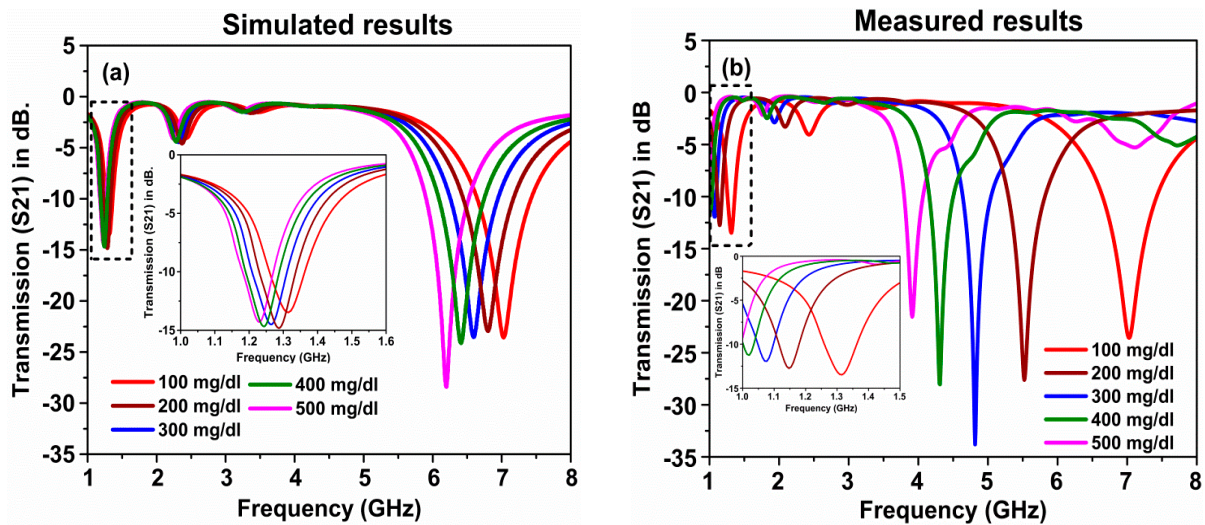 Simulated results
(a)
Transmission (S21) in dB.
5
0
-5
-10
-15
-20
-25
-30
-35
1 2 3 4 5 6 7 8
Frequency (GHz)
Transmission (S21) in dB.
0
-5
-10
-15
1.0 1.1 1.2 1.3 1.4 1.5 1.6
Frequency (GHz)
100 mg/dl
200 mg/dl
300 mg/dl
400 mg/dl
500 mg/dl
Measured results
(b)
Transmission (S21) in dB
5
0
-5
-10
-15
-20
-25
-30
-35
1 2 3 4 5 6 7 8
Frequency (GHz)
Transmission (S21) in dB
0
-5
-10
-15
1.0 1.1 1.2 1.3 1.4 1.5
Frequency (GHz)
100 mg/dl
200 mg/dl
300 mg/dl
400 mg/dl
500 mg/dl